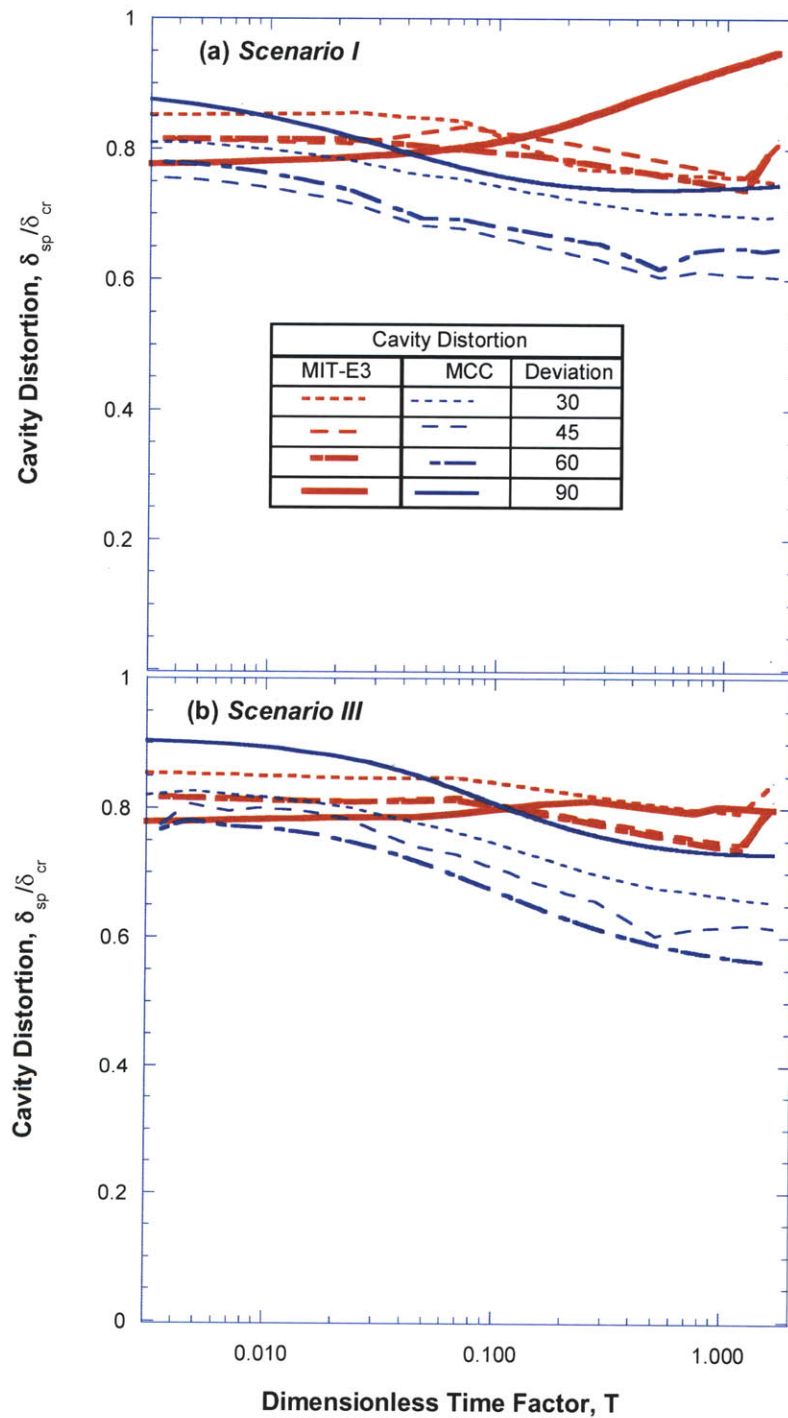 1
(a) Scenario I
0.8
Cavity Distortion, δsp/δcr
0.6
Cavity Distortion
MIT-E3 MCC Deviation
30
45
60
90
0.4
0.2
0
1
(b) Scenario III
0.8
Cavity Distortion, δsp/δcr
0.6
0.4
0.2
0
0.010 0.100 1.000
Dimensionless Time Factor, T